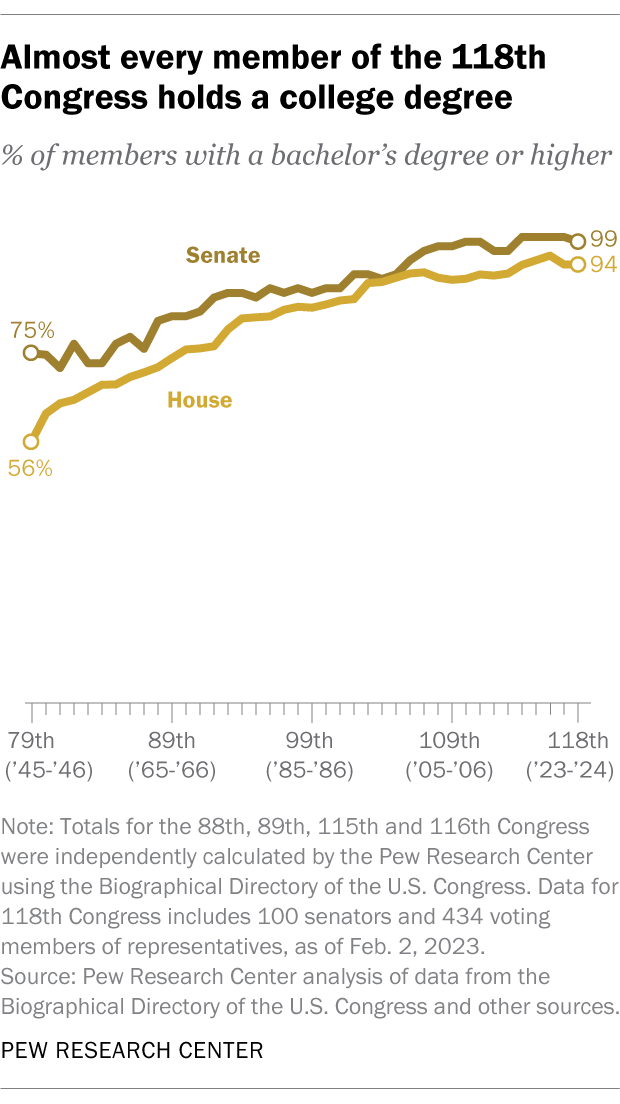 Almost every member of the 118th
Congress holds a college degree
% of members with a bachelor's degree or higher
Senate
99
94
75%
House
56%
79th
89th
99th
109th
118th
('45-'46)
('65-'66)
('85-'86)
('05-'06)
('23-'24)
Note: Totals for the 88th, 89th, 115th and 116th Congress
were independently calculated by the Pew Research Center
using the Biographical Directory of the U.S. Congress. Data for
118th Congress includes 100 senators and 434 voting
members of representatives, as of Feb. 2, 2023.
Source: Pew Research Center analysis of data from the
Biographical Directory of the U.S. Congress and other sources.
PEW RESEARCH CENTER